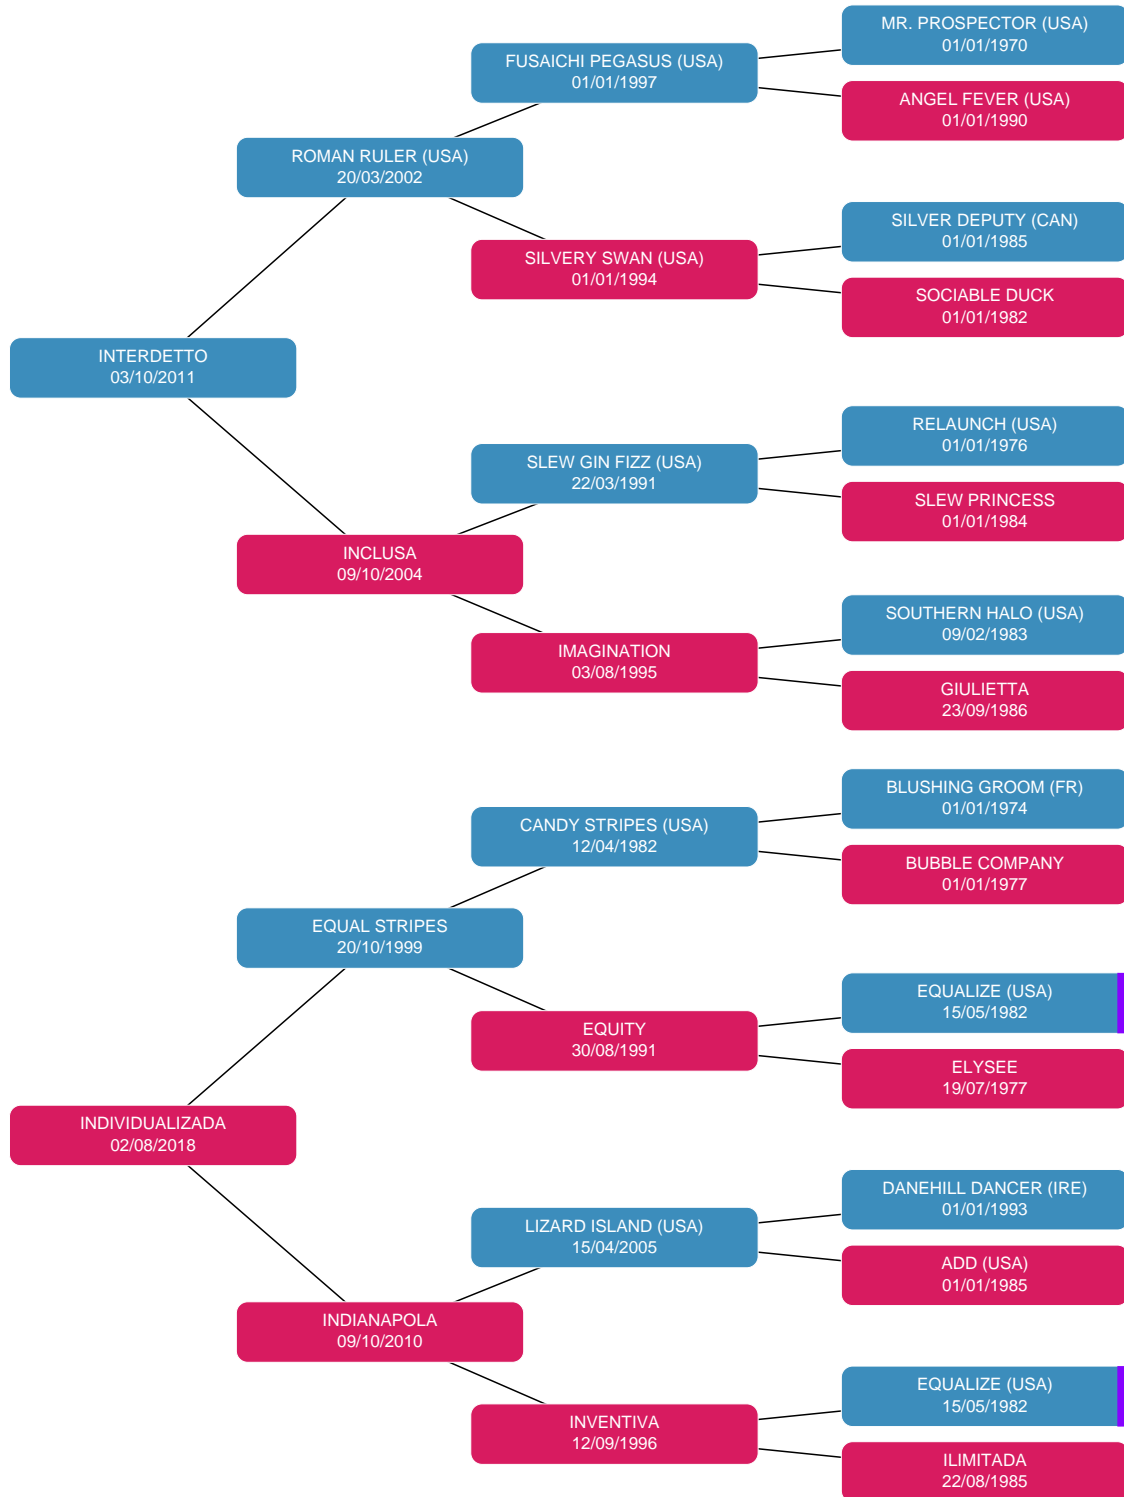 MR. PROSPECTOR (USA)
01/01/1970
FUSAICHI PEGASUS (USA)
01/01/1997
ANGEL FEVER (USA)
01/01/1990
ROMAN RULER (USA)
20/03/2002
SILVER DEPUTY (CAN)
01/01/1985
SILVERY SWAN (USA)
01/01/1994
SOCIABLE DUCK
01/01/1982
INTERDETTO
03/10/2011
RELAUNCH (USA)
01/01/1976
SLEW GIN FIZZ (USA)
22/03/1991
SLEW PRINCESS
01/01/1984
INCLUSA
09/10/2004
SOUTHERN HALO (USA)
09/02/1983
IMAGINATION
03/08/1995
GIULIETTA
23/09/1986
BLUSHING GROOM (FR)
01/01/1974
CANDY STRIPES (USA)
12/04/1982
BUBBLE COMPANY
01/01/1977
EQUAL STRIPES
20/10/1999
EQUALIZE (USA)
15/05/1982
EQUITY
30/08/1991
ELYSEE
19/07/1977
INDIVIDUALIZADA
02/08/2018
DANEHILL DANCER (IRE)
01/01/1993
LIZARD ISLAND (USA)
15/04/2005
ADD (USA)
01/01/1985
INDIANAPOLA
09/10/2010
EQUALIZE (USA)
15/05/1982
INVENTIVA
12/09/1996
ILIMITADA
22/08/1985